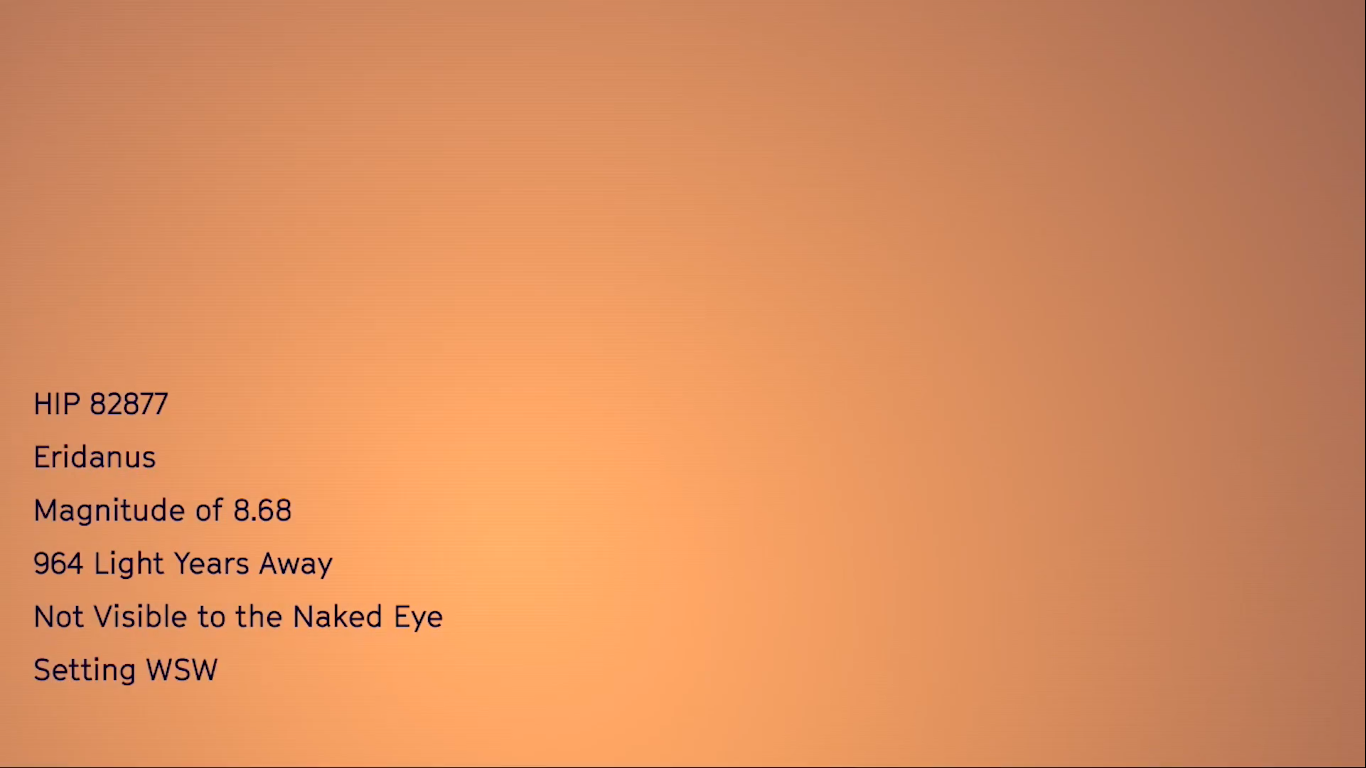 HIP 82877
Eridanus
Magnitude of 8.68
964 Light Years Away
Not Visible to the Naked Eye
Setting WSW